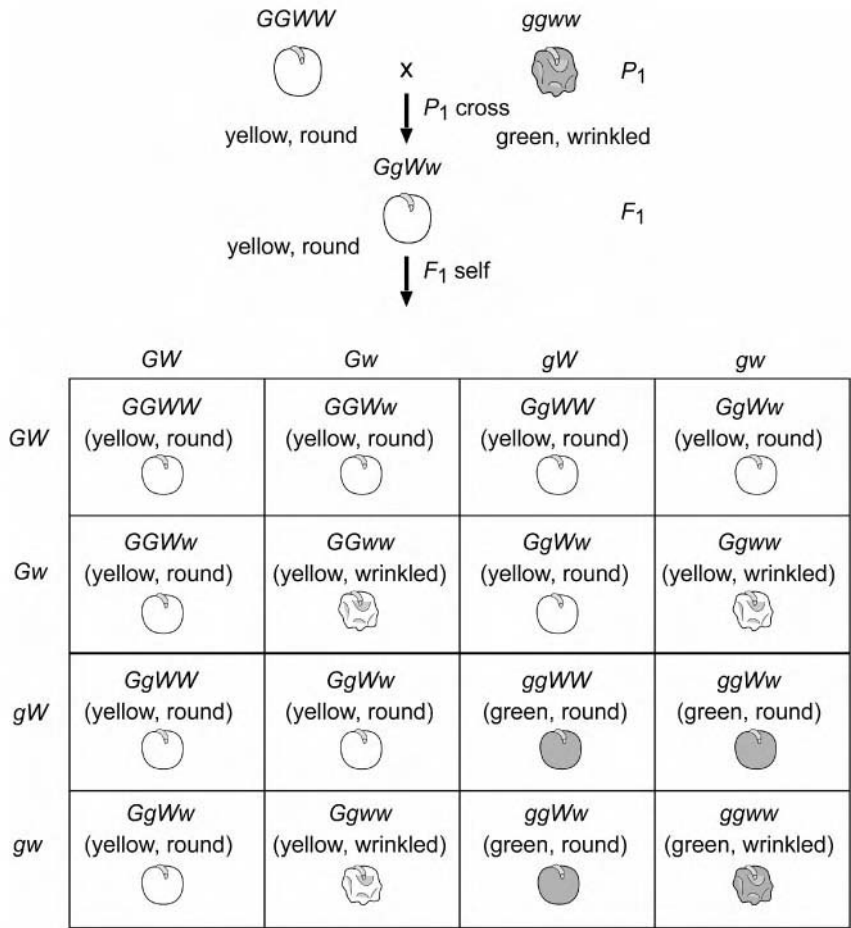 GGWW ggww
x P1
P1 cross
yellow, round green, wrinkled
GgWw
F1
yellow, round
F1 self
GW Gw gW gw
GGWW GGWw GgWW GgWw
GW (yellow, round) (yellow, round) (yellow, round) (yellow, round)
GGWw GGww GgWw Ggww
Gw (yellow, round) (yellow, wrinkled) (yellow, round) (yellow, wrinkled)
GgWW GgWw ggWW ggWw
gW (yellow, round) (yellow, round) (green, round) (green, round)
GgWw Ggww ggWw ggww
gw (yellow, round) (yellow, wrinkled) (green, round) (green, wrinkled)